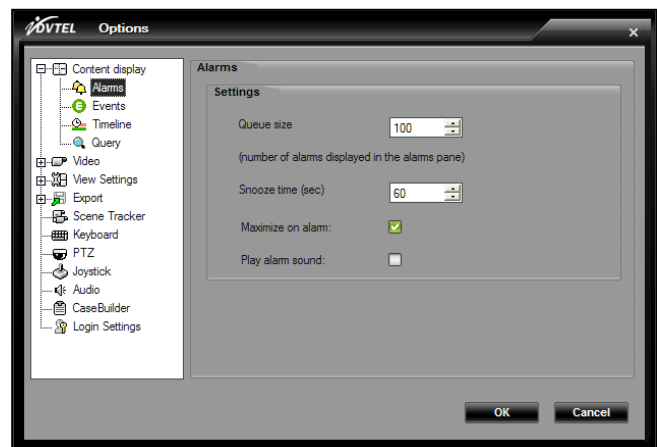 DVTEL Options
Content display
Alarms
Events
Timeline
Query
Video
View Settings
Export
Scene Tracker
Keyboard
PTZ
Joystick
Audio
CaseBuilder
Login Settings
Alarms
Settings
Queue size 100
(number of alarms displayed in the alarms pane)
Snooze time (sec) 60
Maximize on alarm:
Play alarm sound:
OK Cancel